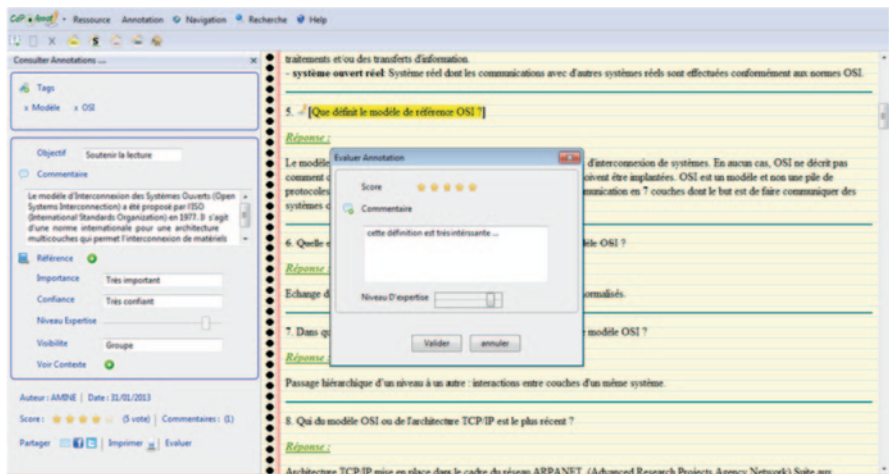 CoP Annot Ressource Annotation Navigation Recherche Help
Consulter Annotations ...
Tags
x Modèle x OSI
Objectif Soutenir la lecture
Commentaire
Le modèle d'Interconnexion des Systèmes Ouverts (Open
Systems Interconnection) a été proposé par l'ISO
(International Standards Organization) en 1977. Il s'agit
d'une norme internationale pour une architecture
multicouches qui permet l'interconnexion de matériels
Référence
Importance Très important
Confiance Très confiant
Niveau Expertise
Visibilite Groupe
Voir Contexte
Auteur : AMINE | Date : 31/01/2013
Score : (5 vote) | Commentaires : (1)
Partager | Imprimer | Evaluer
traitements et/ou des transferts d'information.
- système ouvert réel: Système réel dont les communications avec d'autres systèmes réels sont effectuées conformément aux normes OSI.
5. [Que définit le modèle de référence OSI ?]
Réponse :
Le modèle d'interconnexion de systèmes. En aucun cas, OSI ne décrit pas
comment oivent être implantées. OSI est un modèle et non une pile de
protocoles munication en 7 couches dont le but est de faire communiquer des
systèmes
6. Quelle e dèle OSI ?
Réponse
Echange d ormalisés.
7. Dans qu modèle OSI ?
Réponse
Passage hiérarchique d'un niveau à un autre : interactions entre couches d'un même système.
8. Qui du modèle OSI ou de l'architecture TCP/IP est le plus récent ?
Réponse :
Architecture TCP/IP mise en place dans le cadre du réseau ARPANET (Advanced Research Projects Agency Network) Suite aux
Evaluer Annotation
Score
Commentaire
cette définition est trés intérssante ...
Niveau D'expertise
Valider annuler